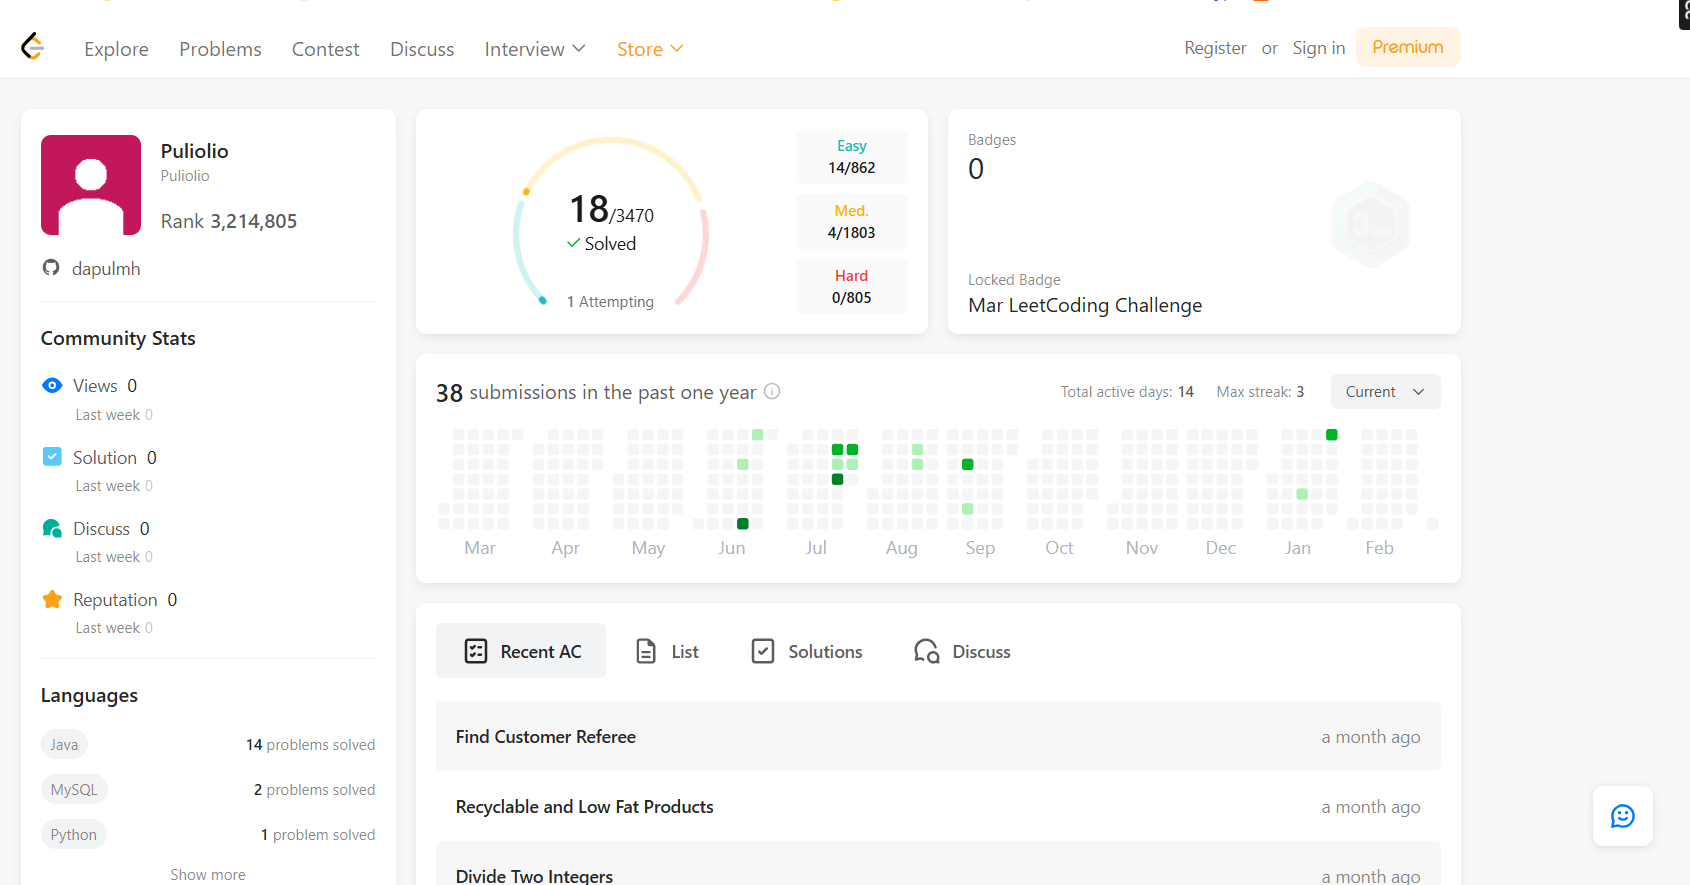 Explore Problems Contest Discuss Interview Store Register or Sign in Premium
Puliolio
Puliolio
Rank 3,214,805
dapulmh
Community Stats
Views 0
Last week 0
Solution 0
Last week 0
Discuss 0
Last week 0
Reputation 0
Last week 0
Languages
Java 14 problems solved
MySQL 2 problems solved
Python 1 problem solved
Show more
18/3470
Solved
1 Attempting
Easy
14/862
Med.
4/1803
Hard
0/805
Badges
0
Locked Badge
Mar LeetCoding Challenge
38 submissions in the past one year Total active days: 14 Max streak: 3 Current
Mar Apr May Jun Jul Aug Sep Oct Nov Dec Jan Feb
Recent AC List Solutions Discuss
Find Customer Referee a month ago
Recyclable and Low Fat Products a month ago
Divide Two Integers a month ago